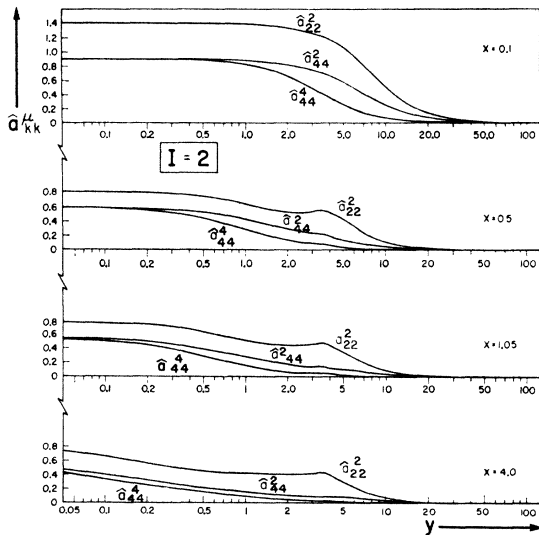 1.4
1.2
1.0
0.8
0.6
0.4
0.2
0
â^μ_kk
â²₂₂
â²₄₄
â⁴₄₄
X = 0.1
0.1 0.2 0.5 1.0 2.0 5.0 10.0 20 50.0 100
I = 2
0.8
0.6
0.4
0.2
0
â²₂₂
â²₄₄
â⁴₄₄
X = 0.5
0.1 0.2 0.5 1.0 2.0 5.0 10 20 50 100
0.8
0.6
0.4
0.2
0
a²₂₂
â²₄₄
â⁴₄₄
X = 1.05
0.1 0.2 0.5 1 2 5 10 20 50 100
0.8
0.6
0.4
0.2
0
â²₂₂
â²₄₄
â⁴₄₄
X = 4.0
0.05 0.1 0.2 0.5 1 2 5 10 20 50 100
y